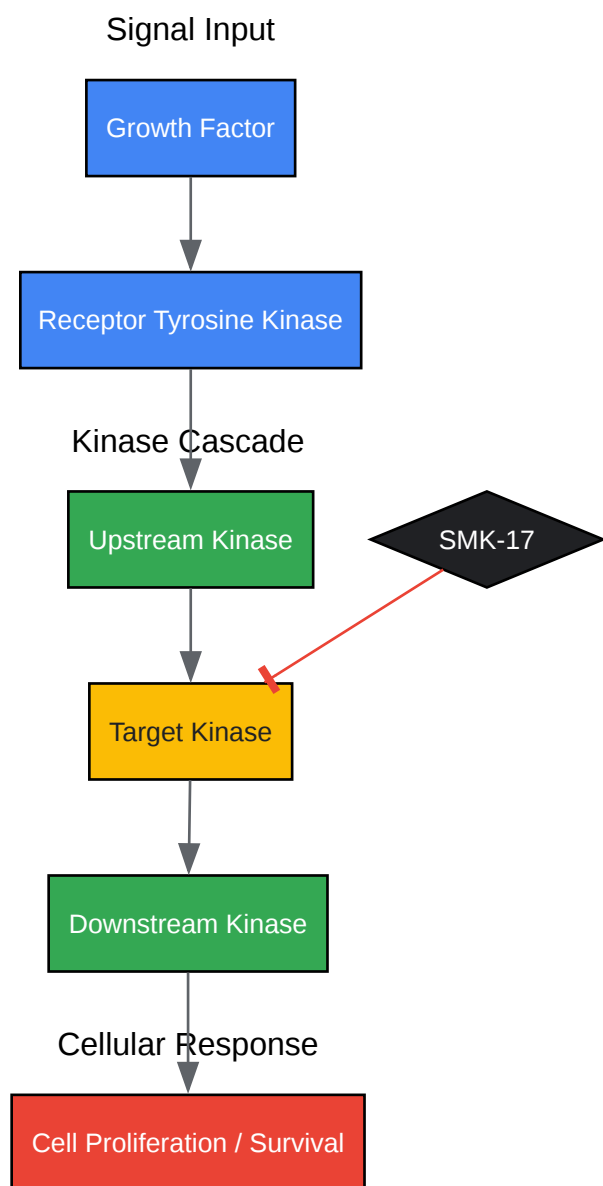 Signal Input
Growth Factor
Receptor Tyrosine Kinase
Kinase Cascade
Upstream Kinase
SMK-17
Target Kinase
Downstream Kinase
Cellular Response
Cell Proliferation / Survival